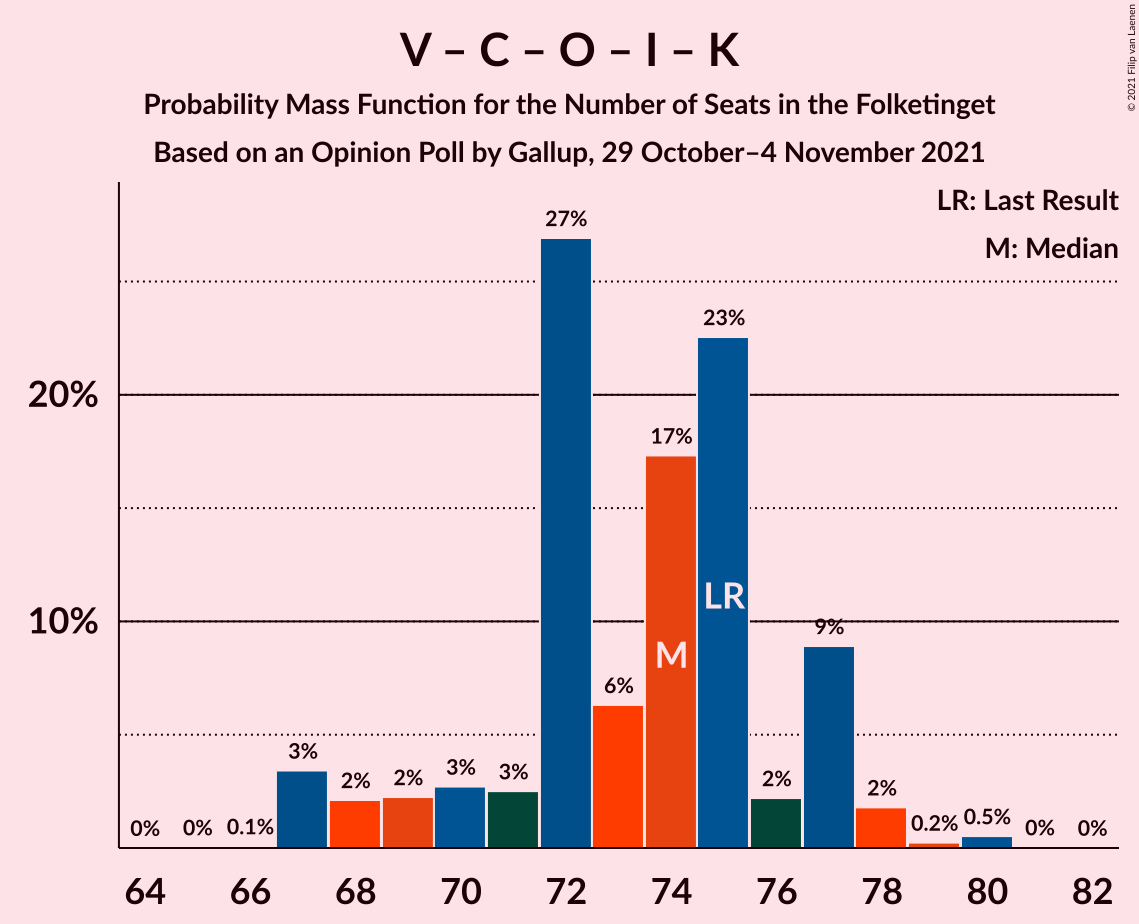 V – C – O – I – K
Probability Mass Function for the Number of Seats in the Folketinget
Based on an Opinion Poll by Gallup, 29 October–4 November 2021
© 2021 Filip van Laenen
LR: Last Result
M: Median
20%
10%
0%
0%
0.1%
3%
2%
2%
3%
3%
27%
6%
17%
23%
2%
9%
2%
0.2%
0.5%
0%
0%
M
LR
64 66 68 70 72 74 76 78 80 82